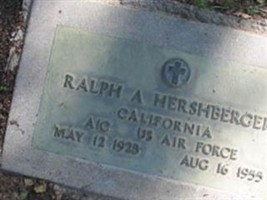 RALPH A HERSHBERGER
CALIFORNIA
A1C US AIR FORCE
MAY 12 1928 AUG 16 1955